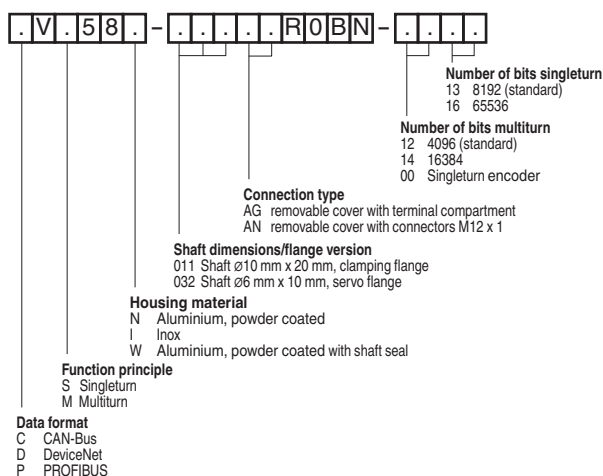 . V . 5 8 . – . . . . . R 0 B N – . . . .
Number of bits singleturn
13 8192 (standard)
16 65536
Number of bits multiturn
12 4096 (standard)
14 16384
00 Singleturn encoder
Connection type
AG removable cover with terminal compartment
AN removable cover with connectors M12 x 1
Shaft dimensions/flange version
011 Shaft ø10 mm x 20 mm, clamping flange
032 Shaft ø6 mm x 10 mm, servo flange
Housing material
N Aluminium, powder coated
I Inox
W Aluminium, powder coated with shaft seal
Function principle
S Singleturn
M Multiturn
Data format
C CAN-Bus
D DeviceNet
P PROFIBUS